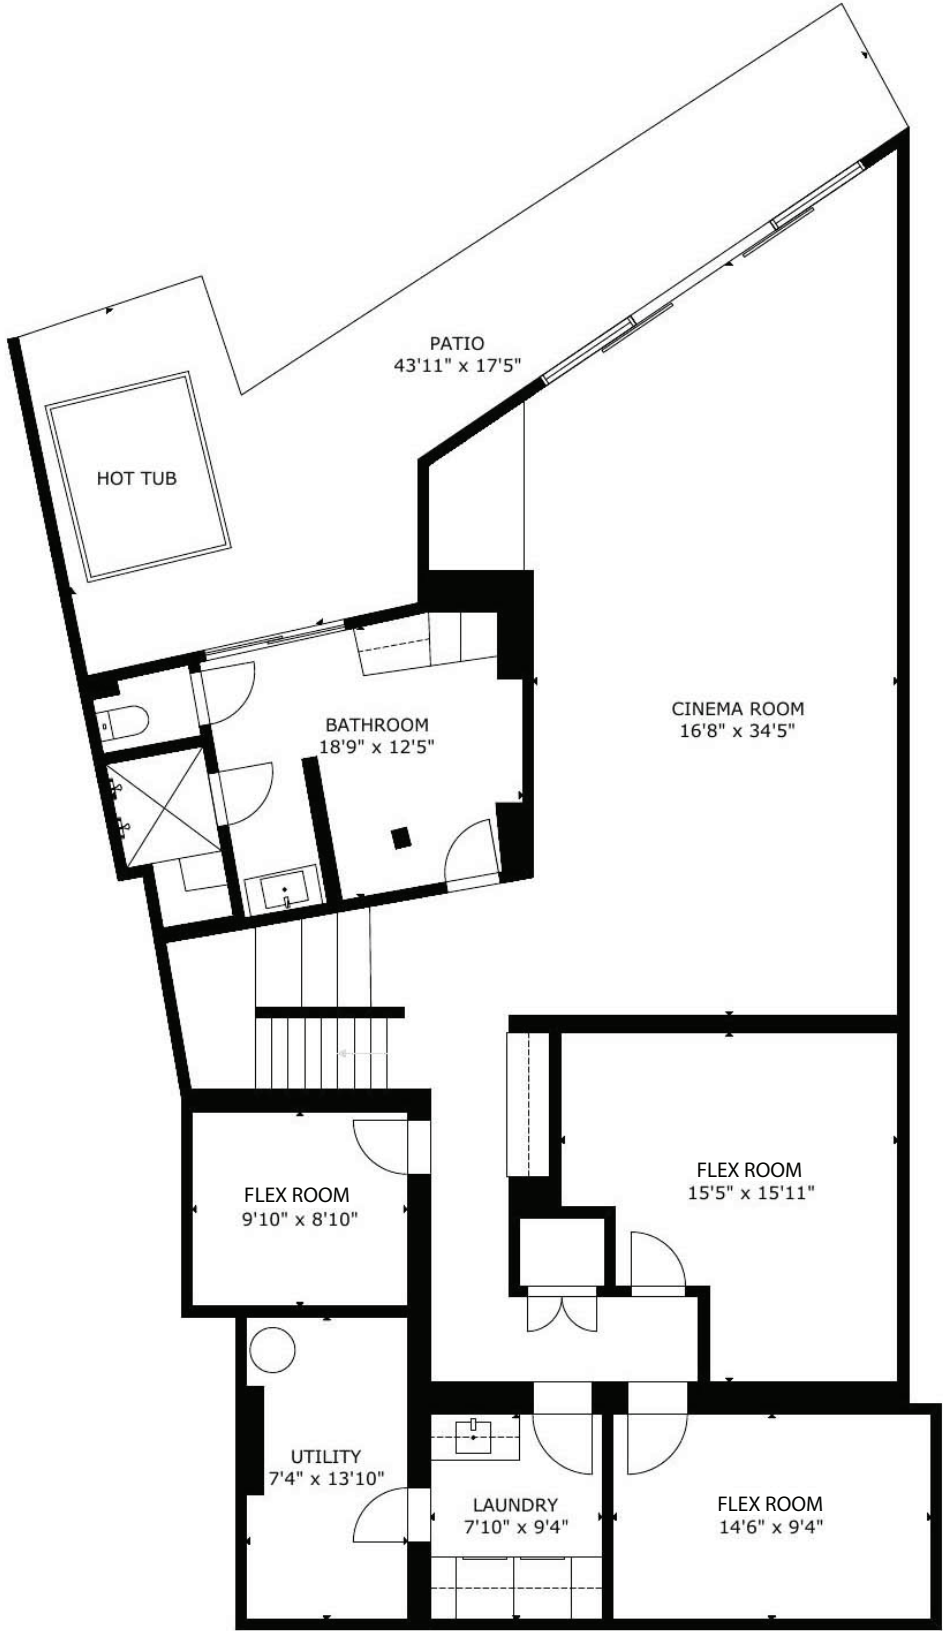 PATIO
43'11" x 17'5"
HOT TUB
CINEMA ROOM
16'8" x 34'5"
BATHROOM
18'9" x 12'5"
FLEX ROOM
15'5" x 15'11"
FLEX ROOM
9'10" x 8'10"
UTILITY
7'4" x 13'10"
LAUNDRY
7'10" x 9'4"
FLEX ROOM
14'6" x 9'4"